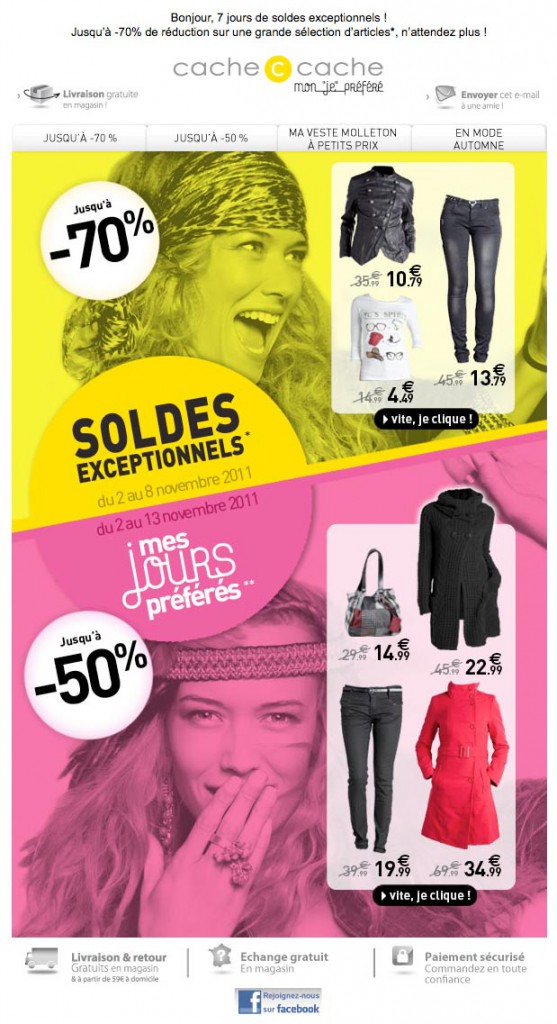 Bonjour, 7 jours de soldes exceptionnels !
Jusqu'à -70% de réduction sur une grande sélection d'articles*, n'attendez plus !
cache c cache
mon "je" préféré
Livraison gratuite
en magasin !
Envoyer cet e-mail
à une amie !
JUSQU'À -70 %
JUSQU'À -50 %
MA VESTE MOLLETON
À PETITS PRIX
EN MODE
AUTOMNE
Jusqu'à
-70%
35.€99 10.€79
14.€99 4.€49
45.€99 13.€79
vite, je clique !
SOLDES
EXCEPTIONNELS*
du 2 au 8 novembre 2011
du 2 au 13 novembre 2011
mes
jours
préférés**
Jusqu'à
-50%
29.€99 14.€99
45.€99 22.€99
39.€99 19.€99
69.€99 34.€99
vite, je clique !
Livraison & retour
Gratuits en magasin
& à partir de 59€ à domicile
Echange gratuit
En magasin
Paiement sécurisé
Commandez en toute
confiance
Rejoignez-nous
sur facebook